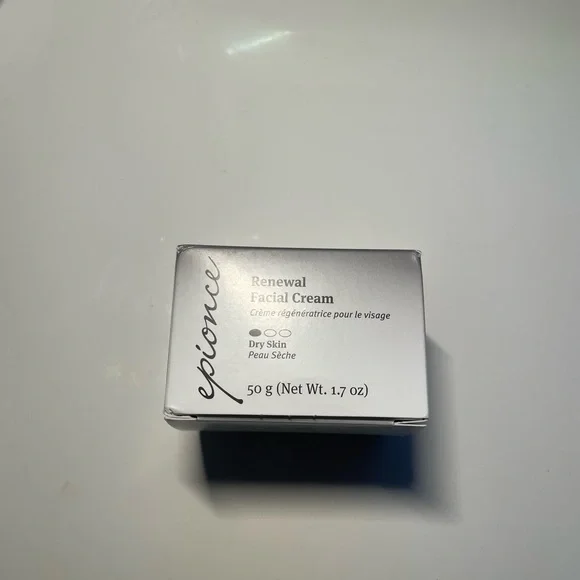 epionce
Renewal
Facial Cream
Crème régénératrice pour le visage
Dry Skin
Peau Sèche
50 g (Net Wt. 1.7 oz)